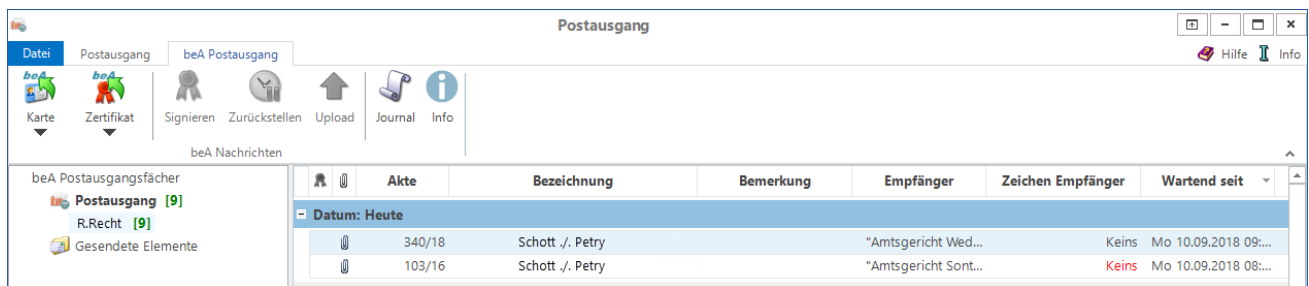 Postausgang
Datei Postausgang beA Postausgang Hilfe Info
beA beA
Karte Zertifikat Signieren Zurückstellen Upload Journal Info
beA Nachrichten
beA Postausgangsfächer
Postausgang [9]
R.Recht [9]
Gesendete Elemente
Akte Bezeichnung Bemerkung Empfänger Zeichen Empfänger Wartend seit
Datum: Heute
340/18 Schott ./. Petry "Amtsgericht Wed... Keins Mo 10.09.2018 09:...
103/16 Schott ./. Petry "Amtsgericht Sont... Keins Mo 10.09.2018 08:...